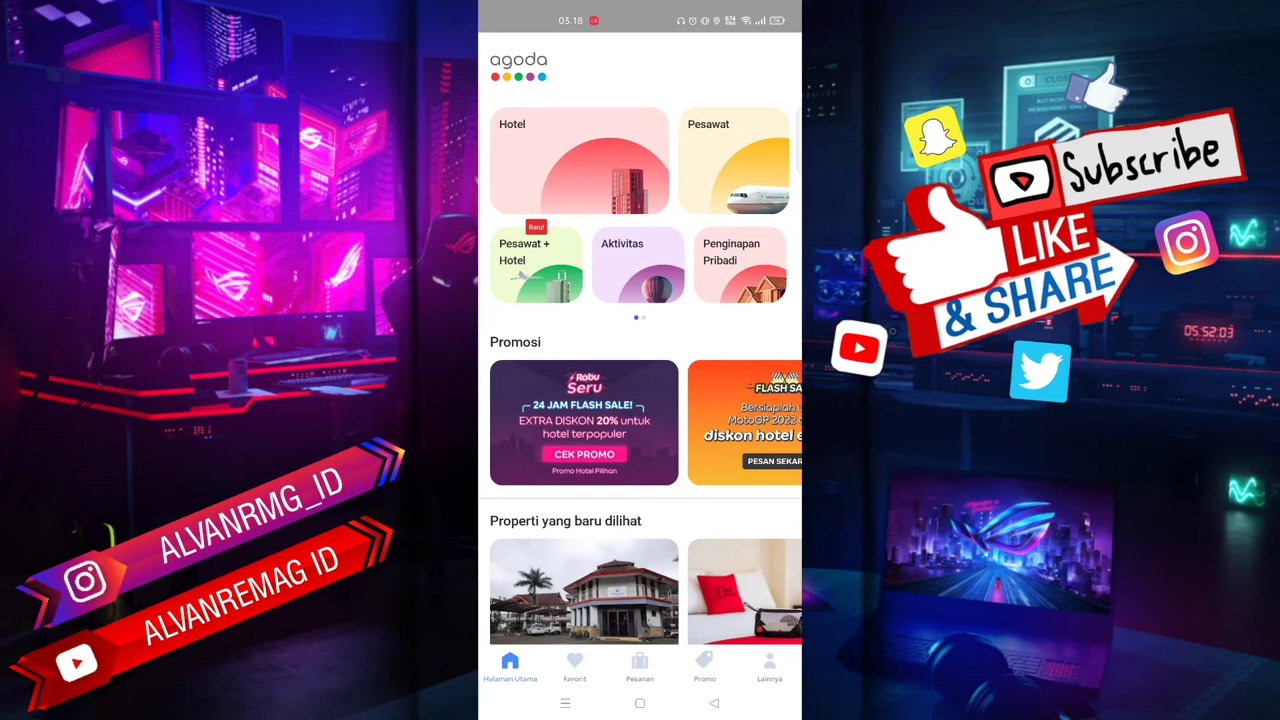 03.18
agoda
Hotel
Pesawat
Baru!
Pesawat +
Hotel
Aktivitas
Penginapan
Pribadi
Promosi
Rabu
Seru
24 JAM FLASH SALE!
EXTRA DISKON 20% untuk
hotel terpopuler
CEK PROMO
Promo Hotel Pilihan
FLASH SA
Bersiaplah u
MotoGP 2022 d
diskon hotel e
PESAN SEKAR
Properti yang baru dilihat
Halaman Utama
Favorit
Pesanan
Promo
Lainnya
ALVANRMG_ID
ALVANREMAG ID
Subscribe
LIKE
& SHARE
05:52:03